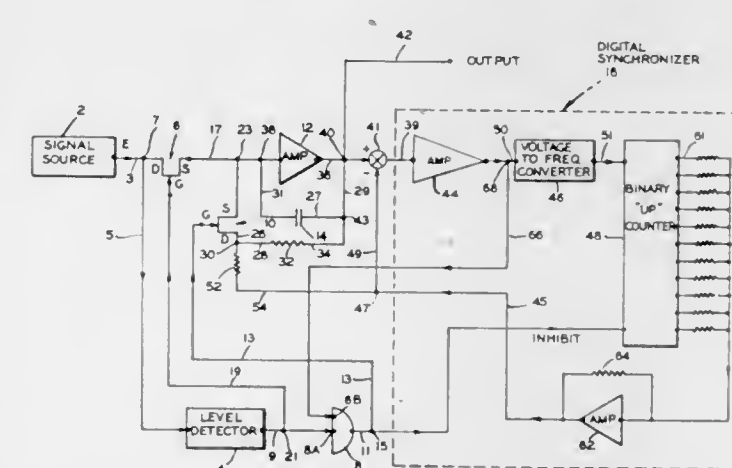 42
OUTPUT
DIGITAL
SYNCHRONIZER
16
2
7
6
SIGNAL
SOURCE
E
3
D
S
G
17
23
38
12
AMP
40
36
41
+
-
39
AMP
44
50
68
VOLTAGE
TO FREQ
CONVERTER
46
51
61
BINARY
"UP"
COUNTER
48
31
27
29
43
10
14
34
G
S
D
26
30
28
32
49
66
5
52
54
47
45
INHIBIT
13
13
19
64
AMP
62
LEVEL
DETECTOR
4
9
21
8A
8B
8
11
15